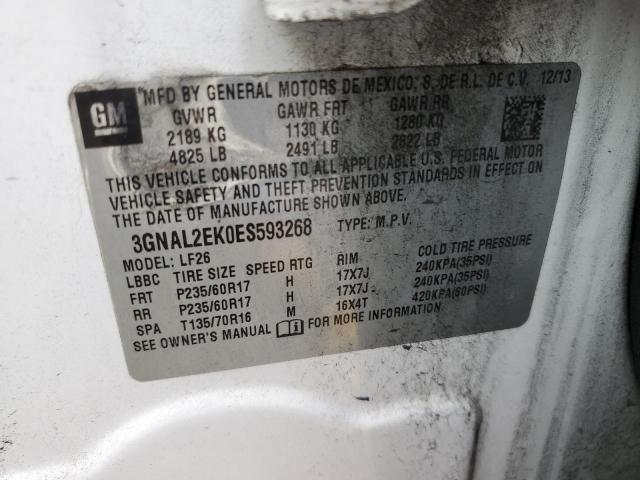 GM
*MFD BY GENERAL MOTORS DE MEXICO, S. DE R.L. DE C.V. 12/13
GVWR GAWR FRT GAWR RR
2189 KG 1130 KG 1280 KG
4825 LB 2491 LB 2822 LB
THIS VEHICLE CONFORMS TO ALL APPLICABLE U.S. FEDERAL MOTOR
VEHICLE SAFETY AND THEFT PREVENTION STANDARDS IN EFFECT ON
THE DATE OF MANUFACTURE SHOWN ABOVE.
3GNAL2EK0ES593268 TYPE: M.P.V.
MODEL: LF26
LBBC TIRE SIZE SPEED RTG RIM COLD TIRE PRESSURE
FRT P235/60R17 H 17X7J 240KPA(35PSI)
RR P235/60R17 H 17X7J 240KPA(35PSI)
SPA T135/70R16 M 16X4T 420KPA(60PSI)
SEE OWNER'S MANUAL FOR MORE INFORMATION